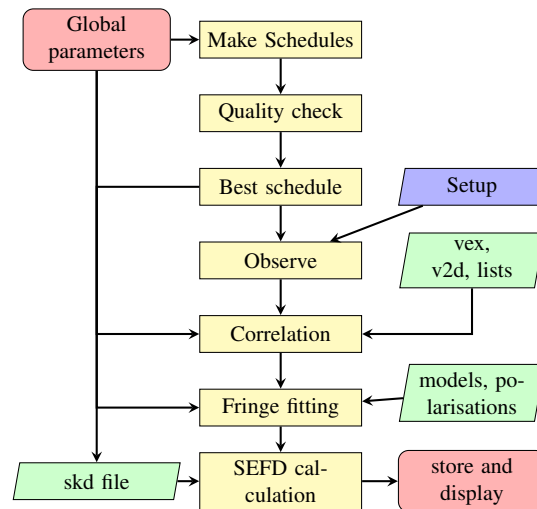 Global
parameters
Make Schedules
Quality check
Best schedule
Setup
Observe
vex,
v2d, lists
Correlation
Fringe fitting
models, po-
larisations
skd file
SEFD cal-
culation
store and
display